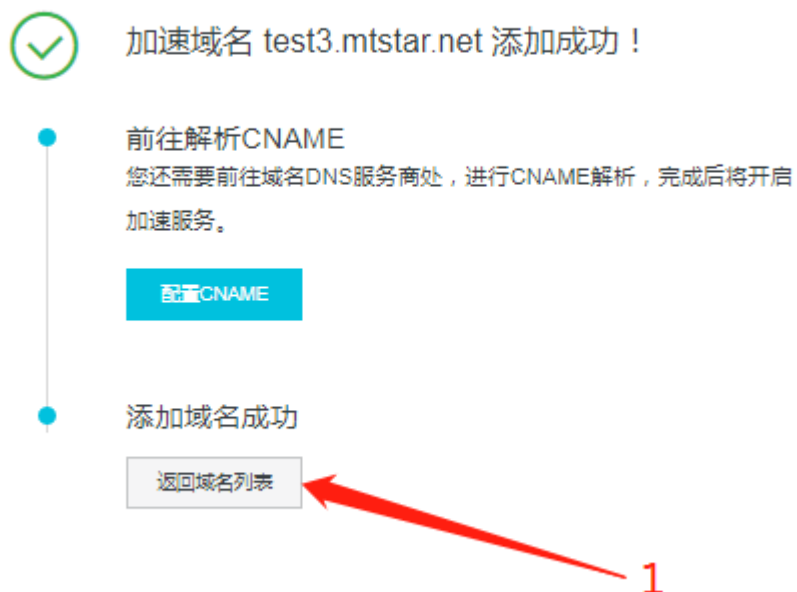 加速域名 test3.mtstar.net 添加成功！
前往解析CNAME
您还需要前往域名DNS服务商处，进行CNAME解析，完成后将开启
加速服务。
配置CNAME
添加域名成功
返回域名列表
1